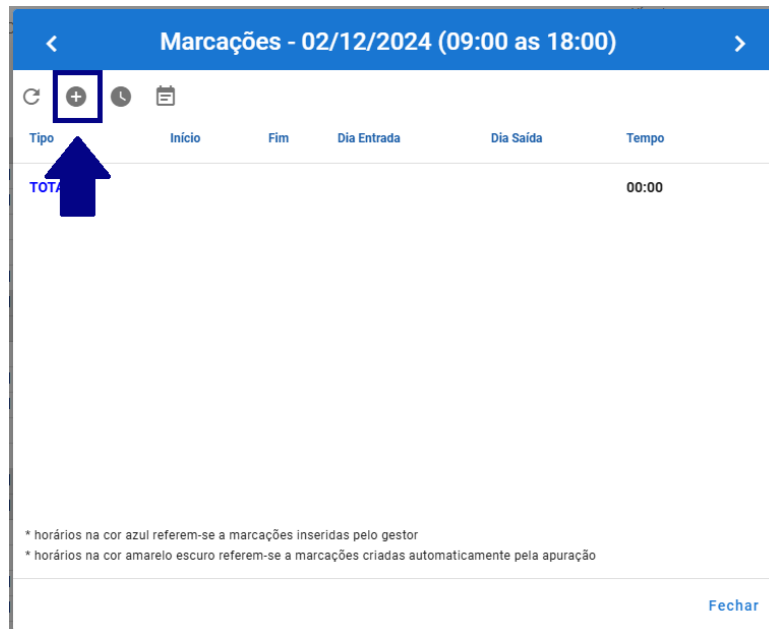 Marcações - 02/12/2024 (09:00 as 18:00)
Tipo Início Fim Dia Entrada Dia Saída Tempo
00:00
* horários na cor azul referem-se a marcações inseridas pelo gestor
* horários na cor amarelo escuro referem-se a marcações criadas automaticamente pela apuração
Fechar